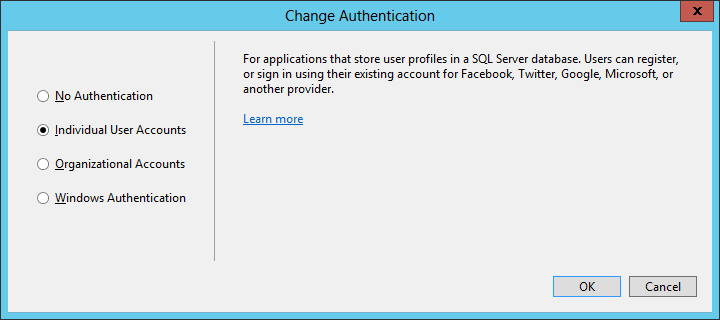 Change Authentication
x
No Authentication
Individual User Accounts
Organizational Accounts
Windows Authentication
For applications that store user profiles in a SQL Server database. Users can register,
or sign in using their existing account for Facebook, Twitter, Google, Microsoft, or
another provider.
Learn more
OK
Cancel